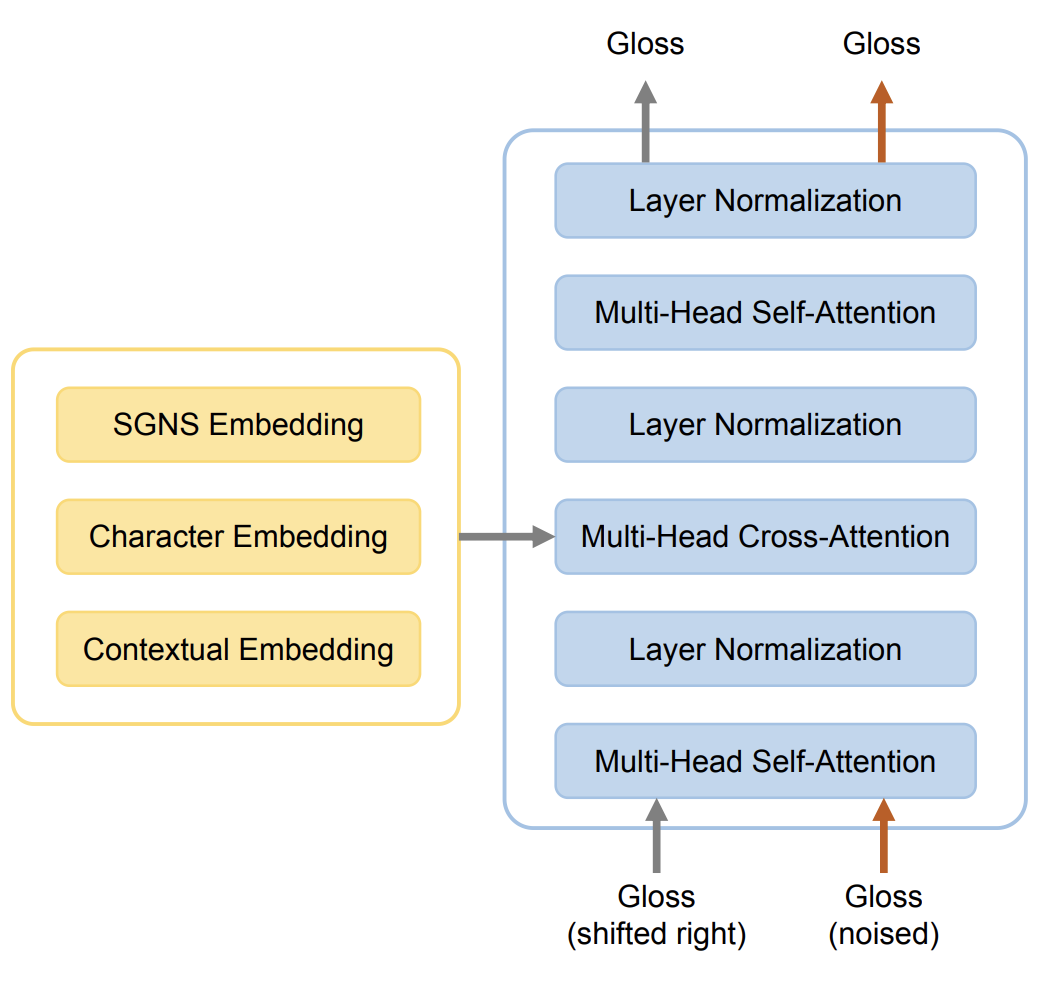 Gloss
Gloss
Layer Normalization
Multi-Head Self-Attention
SGNS Embedding
Layer Normalization
Character Embedding
Multi-Head Cross-Attention
Contextual Embedding
Layer Normalization
Multi-Head Self-Attention
Gloss
(shifted right)
Gloss
(noised)